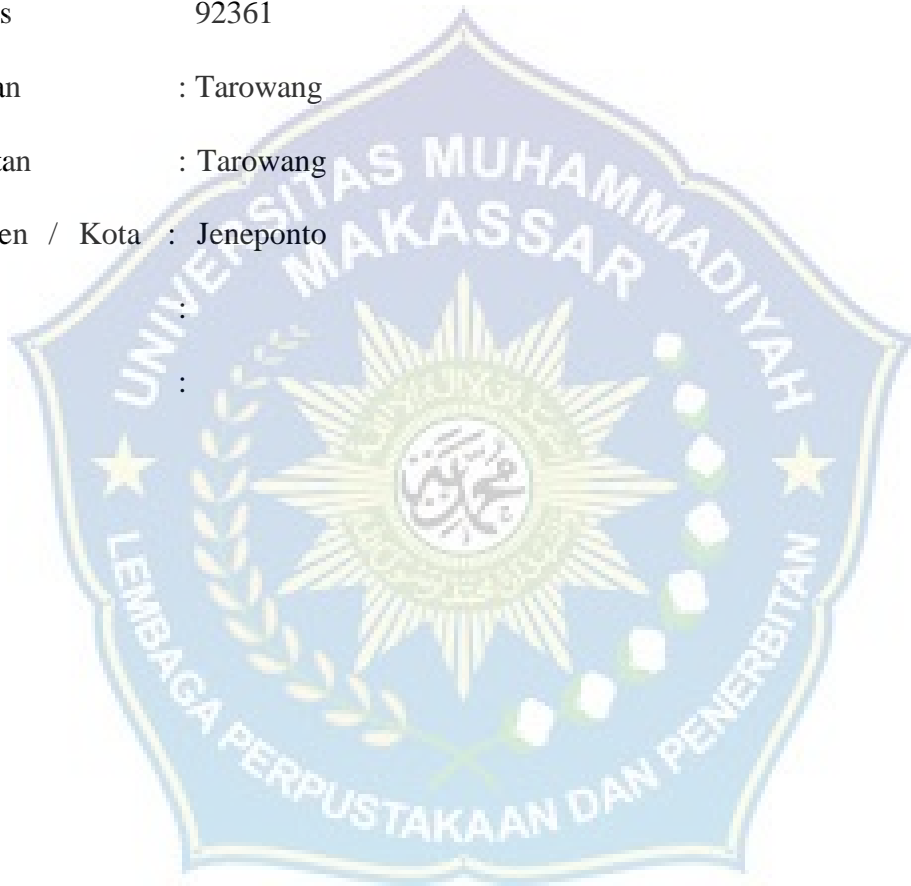 s 92361
an : Tarowang
tan : Tarowang
en / Kota : Jeneponto
:
:
UNIVERSITAS MUHAMMADIYAH
MAKASSAR
LEMBAGA PERPUSTAKAAN DAN PENERBITAN